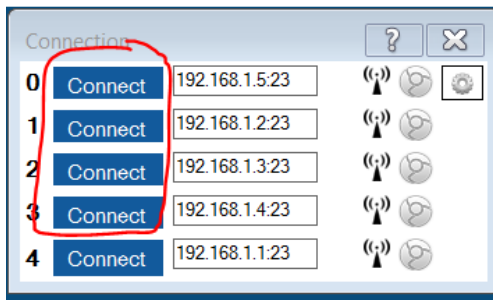 Connection ?
0 Connect 192.168.1.5:23
1 Connect 192.168.1.2:23
2 Connect 192.168.1.3:23
3 Connect 192.168.1.4:23
4 Connect 192.168.1.1:23